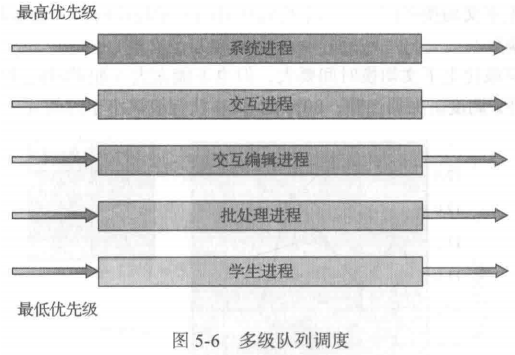 最高优先级
系统进程
交互进程
交互编辑进程
批处理进程
学生进程
最低优先级
图 5-6 多级队列调度